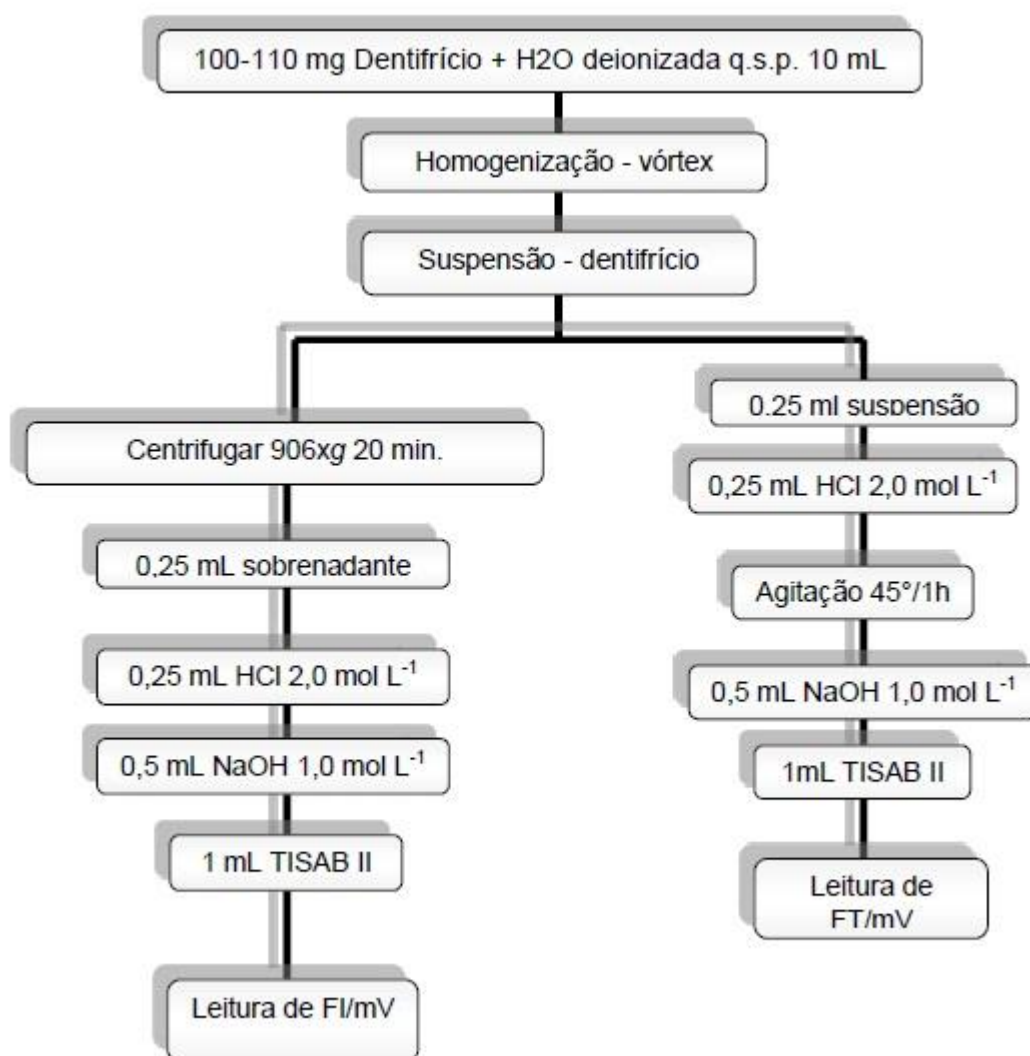 100-110 mg Dentifrício + H2O deionizada q.s.p. 10 mL
Homogenização - vórtex
Suspensão - dentifrício
Centrifugar 906xg 20 min.
0,25 mL sobrenadante
0,25 mL HCl 2,0 mol L⁻¹
0,5 mL NaOH 1,0 mol L⁻¹
1 mL TISAB II
Leitura de FI/mV
0,25 ml suspensão
0,25 mL HCl 2,0 mol L⁻¹
Agitação 45°/1h
0,5 mL NaOH 1,0 mol L⁻¹
1mL TISAB II
Leitura de
FT/mV